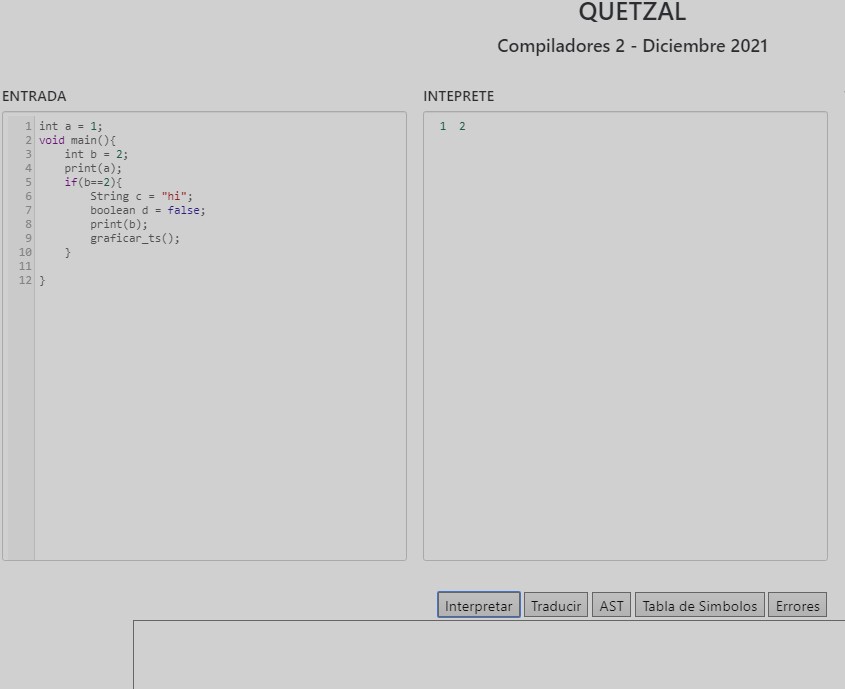 QUETZAL
Compiladores 2 - Diciembre 2021
ENTRADA
1 int a = 1;
2 void main(){
3     int b = 2;
4     print(a);
5     if(b==2){
6         String c = "hi";
7         boolean d = false;
8         print(b);
9         graficar_ts();
10     }
11
12 }
INTEPRETE
1 2
Interpretar Traducir AST Tabla de Simbolos Errores